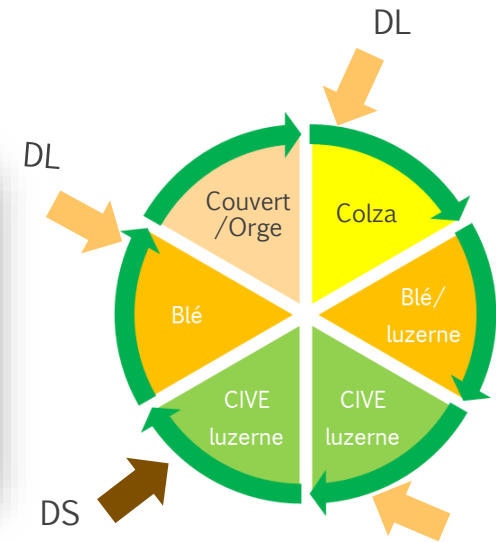 DL
DL
Couvert
/Orge
Colza
Blé
Blé/
luzerne
CIVE
luzerne
CIVE
luzerne
DS